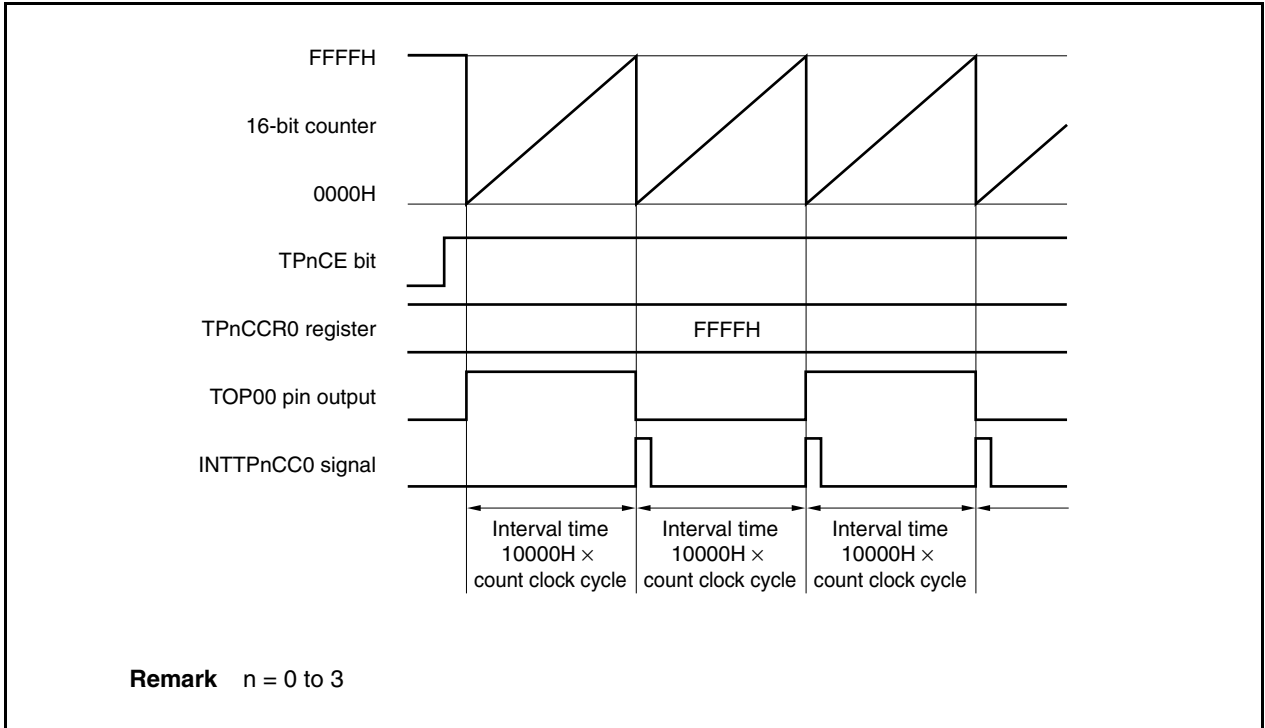 FFFFH
16-bit counter
0000H
TPnCE bit
TPnCCR0 register
FFFFH
TOP00 pin output
INTTPnCC0 signal
Interval time
10000H ×
count clock cycle
Interval time
10000H ×
count clock cycle
Interval time
10000H ×
count clock cycle
Remark n = 0 to 3